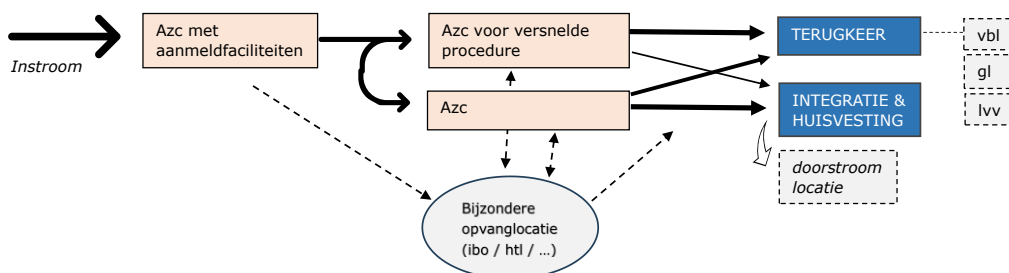 Instroom
Azc met
aanmeldfaciliteiten
Azc voor versnelde
procedure
Azc
TERUGKEER
INTEGRATIE &
HUISVESTING
vbl
gl
lvv
doorstroom
locatie
Bijzondere
opvanglocatie
(ibo / htl / ...)